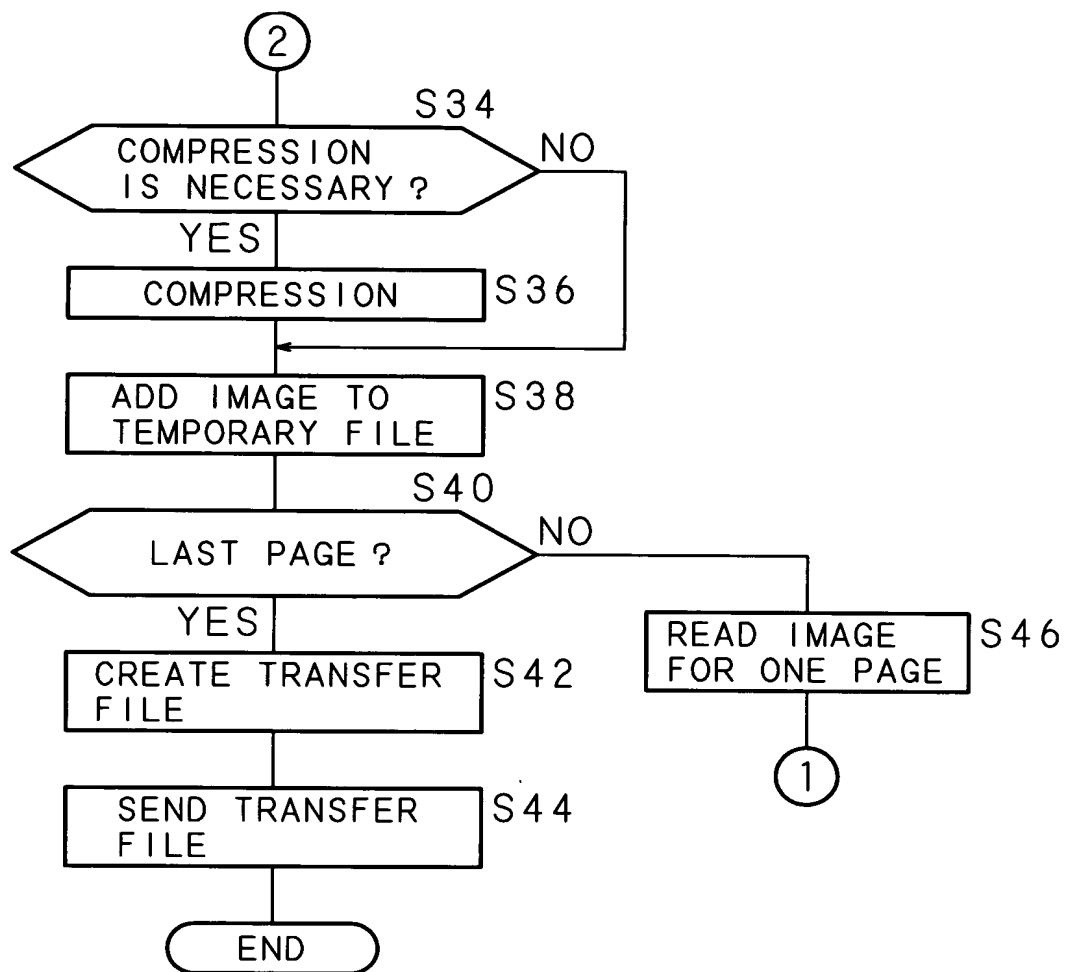 2
S34
COMPRESSION
IS NECESSARY?
NO
YES
COMPRESSION
S36
ADD IMAGE TO
TEMPORARY FILE
S38
S40
LAST PAGE?
NO
YES
CREATE TRANSFER
FILE
S42
READ IMAGE
FOR ONE PAGE
S46
1
SEND TRANSFER
FILE
S44
END